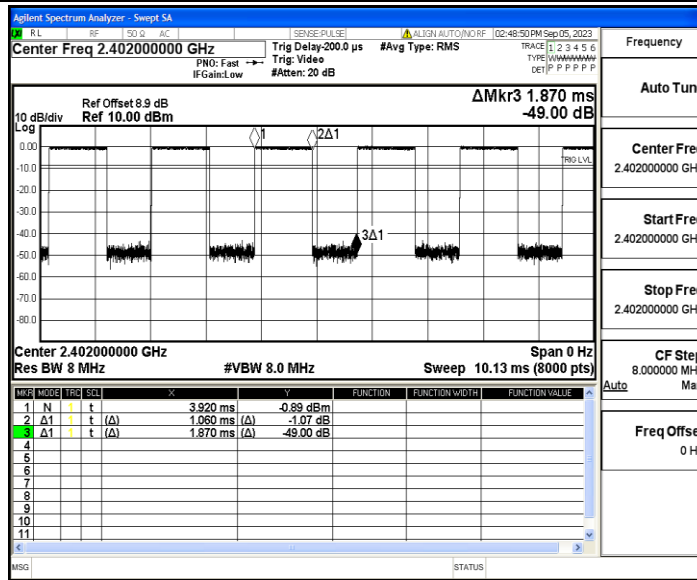 Agilent Spectrum Analyzer - Swept SA
RL RF 50 Ω AC SENSE:PULSE ALIGN AUTO/NO RF 02:48:50 PM Sep 05, 2023
Center Freq 2.402000000 GHz
PNO: Fast
IFGain:Low
Trig Delay-200.0 µs
Trig: Video
#Atten: 20 dB
#Avg Type: RMS
TRACE 1 2 3 4 5 6
TYPE
DET P P P P P P
Ref Offset 8.9 dB
10 dB/div Ref 10.00 dBm
Log
ΔMkr3 1.870 ms
-49.00 dB
1
2Δ1
3Δ1
TRIG LVL
0.00
-10.0
-20.0
-30.0
-40.0
-50.0
-60.0
-70.0
-80.0
Center 2.402000000 GHz Span 0 Hz
Res BW 8 MHz #VBW 8.0 MHz Sweep 10.13 ms (8000 pts)
MKR MODE TRC SCL X Y FUNCTION FUNCTION WIDTH FUNCTION VALUE
1 N 1 t 3.920 ms -0.89 dBm
2 Δ1 1 t (Δ) 1.060 ms (Δ) -1.07 dB
3 Δ1 1 t (Δ) 1.870 ms (Δ) -49.00 dB
4
5
6
7
8
9
10
11
MSG STATUS
Frequency
Auto Tun
Center Fre
2.402000000 GH
Start Fre
2.402000000 GH
Stop Fre
2.402000000 GH
CF Step
8.000000 MH
Auto Ma
Freq Offse
0 H